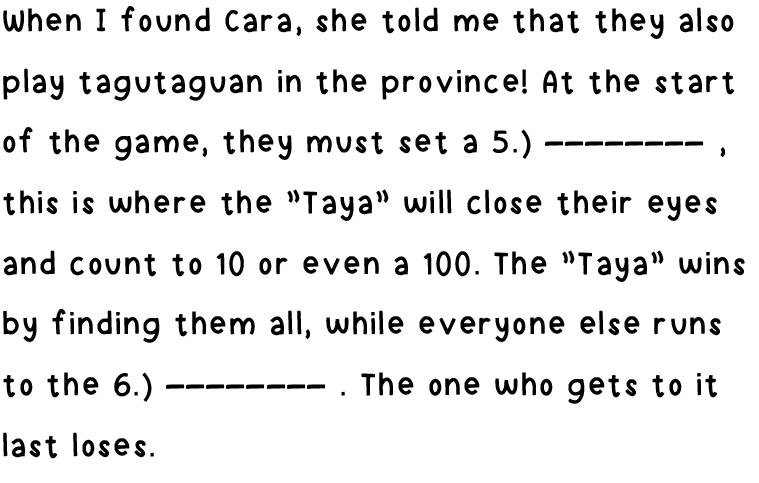 When I found Cara, she told me that they also
play tagutaguan in the province! At the start
of the game, they must set a 5.) -------- ,
this is where the "Taya" will close their eyes
and count to 10 or even a 100. The "Taya" wins
by finding them all, while everyone else runs
to the 6.) -------- . The one who gets to it
last loses.